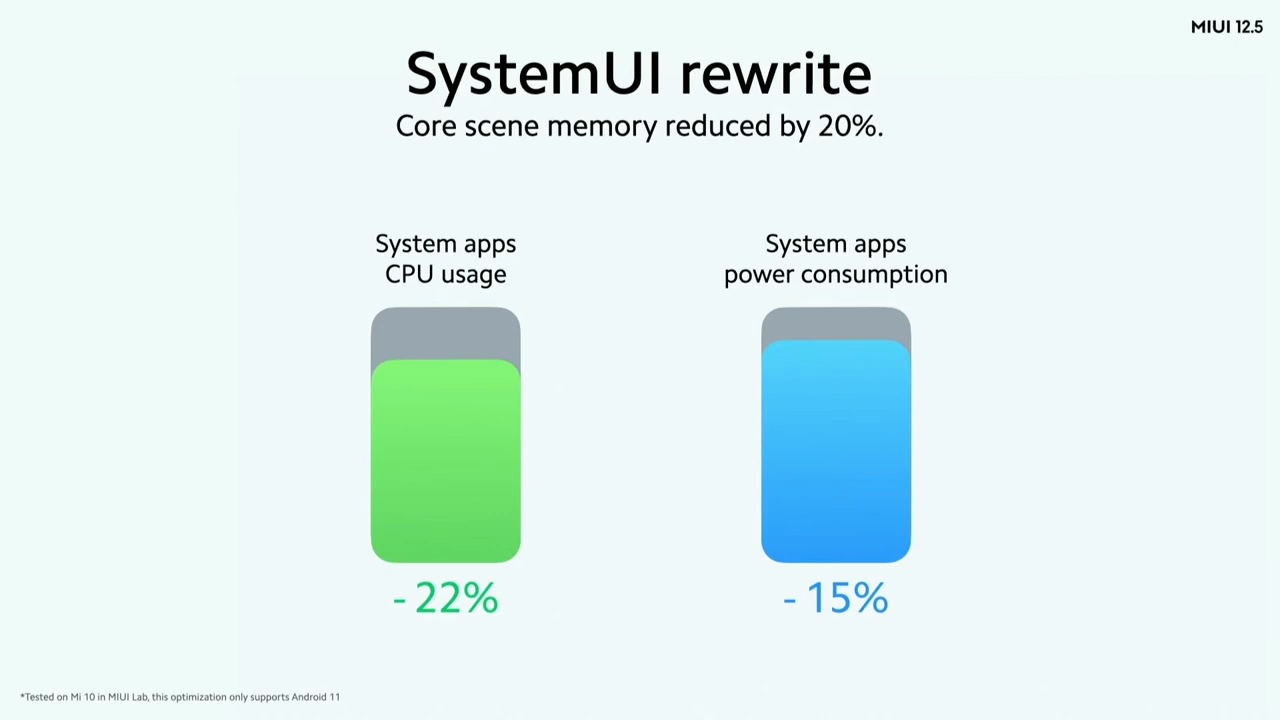 MIUI 12.5
SystemUI rewrite
Core scene memory reduced by 20%.
System apps
CPU usage
System apps
power consumption
- 22%
- 15%
*Tested on Mi 10 in MIUI Lab, this optimization only supports Android 11